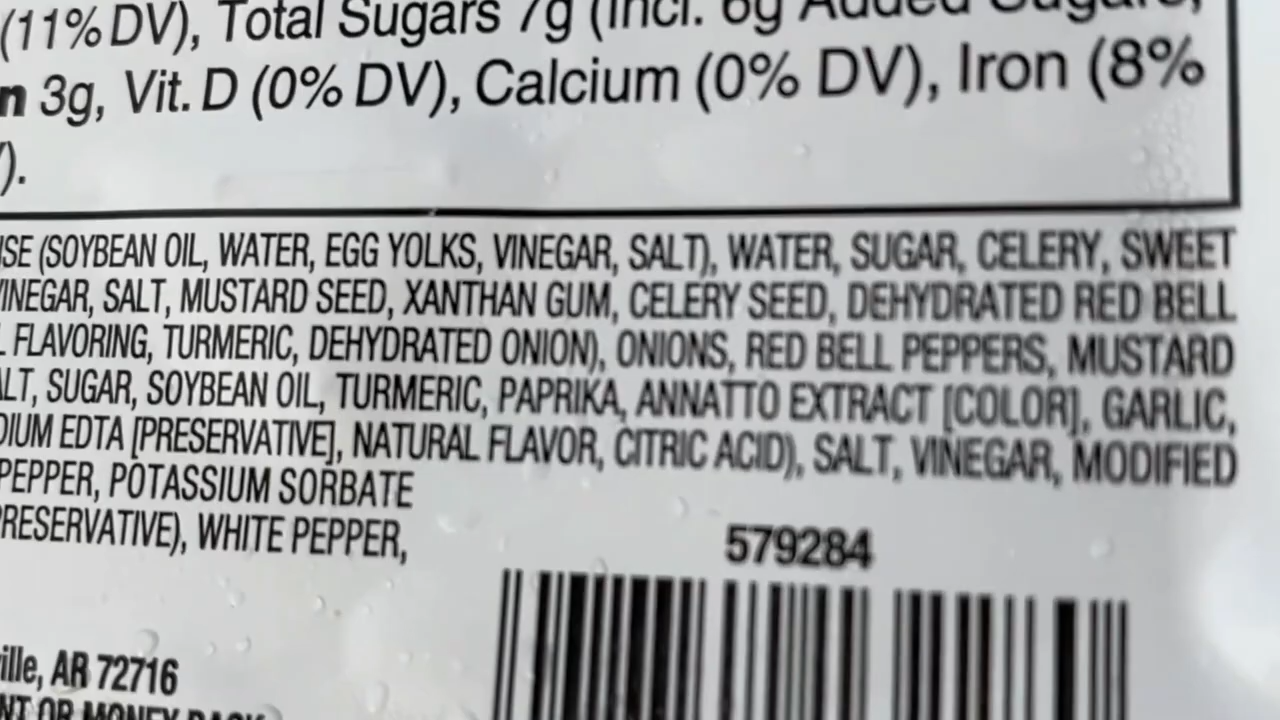 (11% DV), Total Sugars 7g (Incl. 6g Added Sugars,
n 3g, Vit. D (0% DV), Calcium (0% DV), Iron (8%
).
SE (SOYBEAN OIL, WATER, EGG YOLKS, VINEGAR, SALT), WATER, SUGAR, CELERY, SWEET
VINEGAR, SALT, MUSTARD SEED, XANTHAN GUM, CELERY SEED, DEHYDRATED RED BELL
L FLAVORING, TURMERIC, DEHYDRATED ONION), ONIONS, RED BELL PEPPERS, MUSTARD
ALT, SUGAR, SOYBEAN OIL, TURMERIC, PAPRIKA, ANNATTO EXTRACT [COLOR], GARLIC,
DIUM EDTA [PRESERVATIVE], NATURAL FLAVOR, CITRIC ACID), SALT, VINEGAR, MODIFIED
PEPPER, POTASSIUM SORBATE
PRESERVATIVE), WHITE PEPPER,
579284
ille, AR 72716
NT OR MONEY BACK